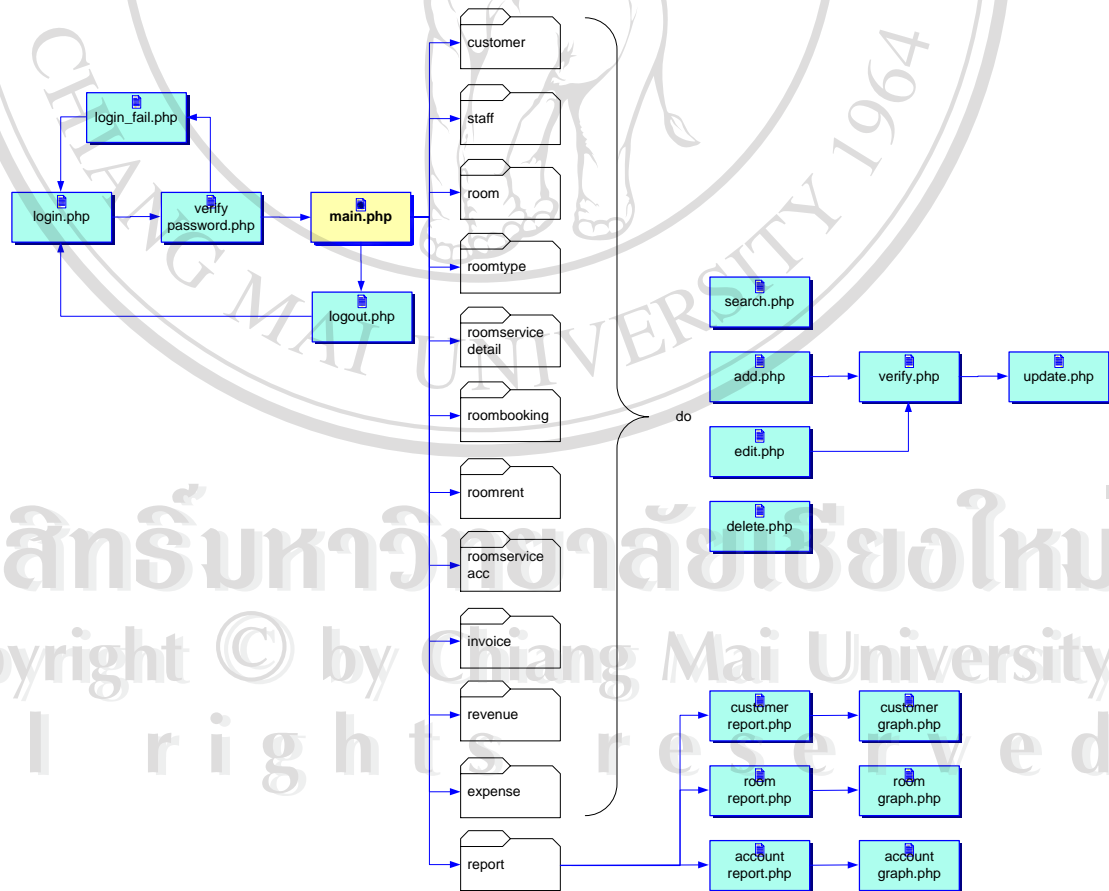 customer
staff
room
roomtype
roomservice
detail
roombooking
roomrent
roomservice
acc
invoice
revenue
expense
report
login_fail.php
login.php
verify
password.php
main.php
logout.php
do
search.php
add.php
verify.php
update.php
edit.php
delete.php
customer
report.php
customer
graph.php
room
report.php
room
graph.php
account
report.php
account
graph.php
CHIANG MAI UNIVERSITY 1964
สิทธิ์มหาวิทยาลัยเชียงใหม่
pyright © by Chiang Mai University
l rights reserved